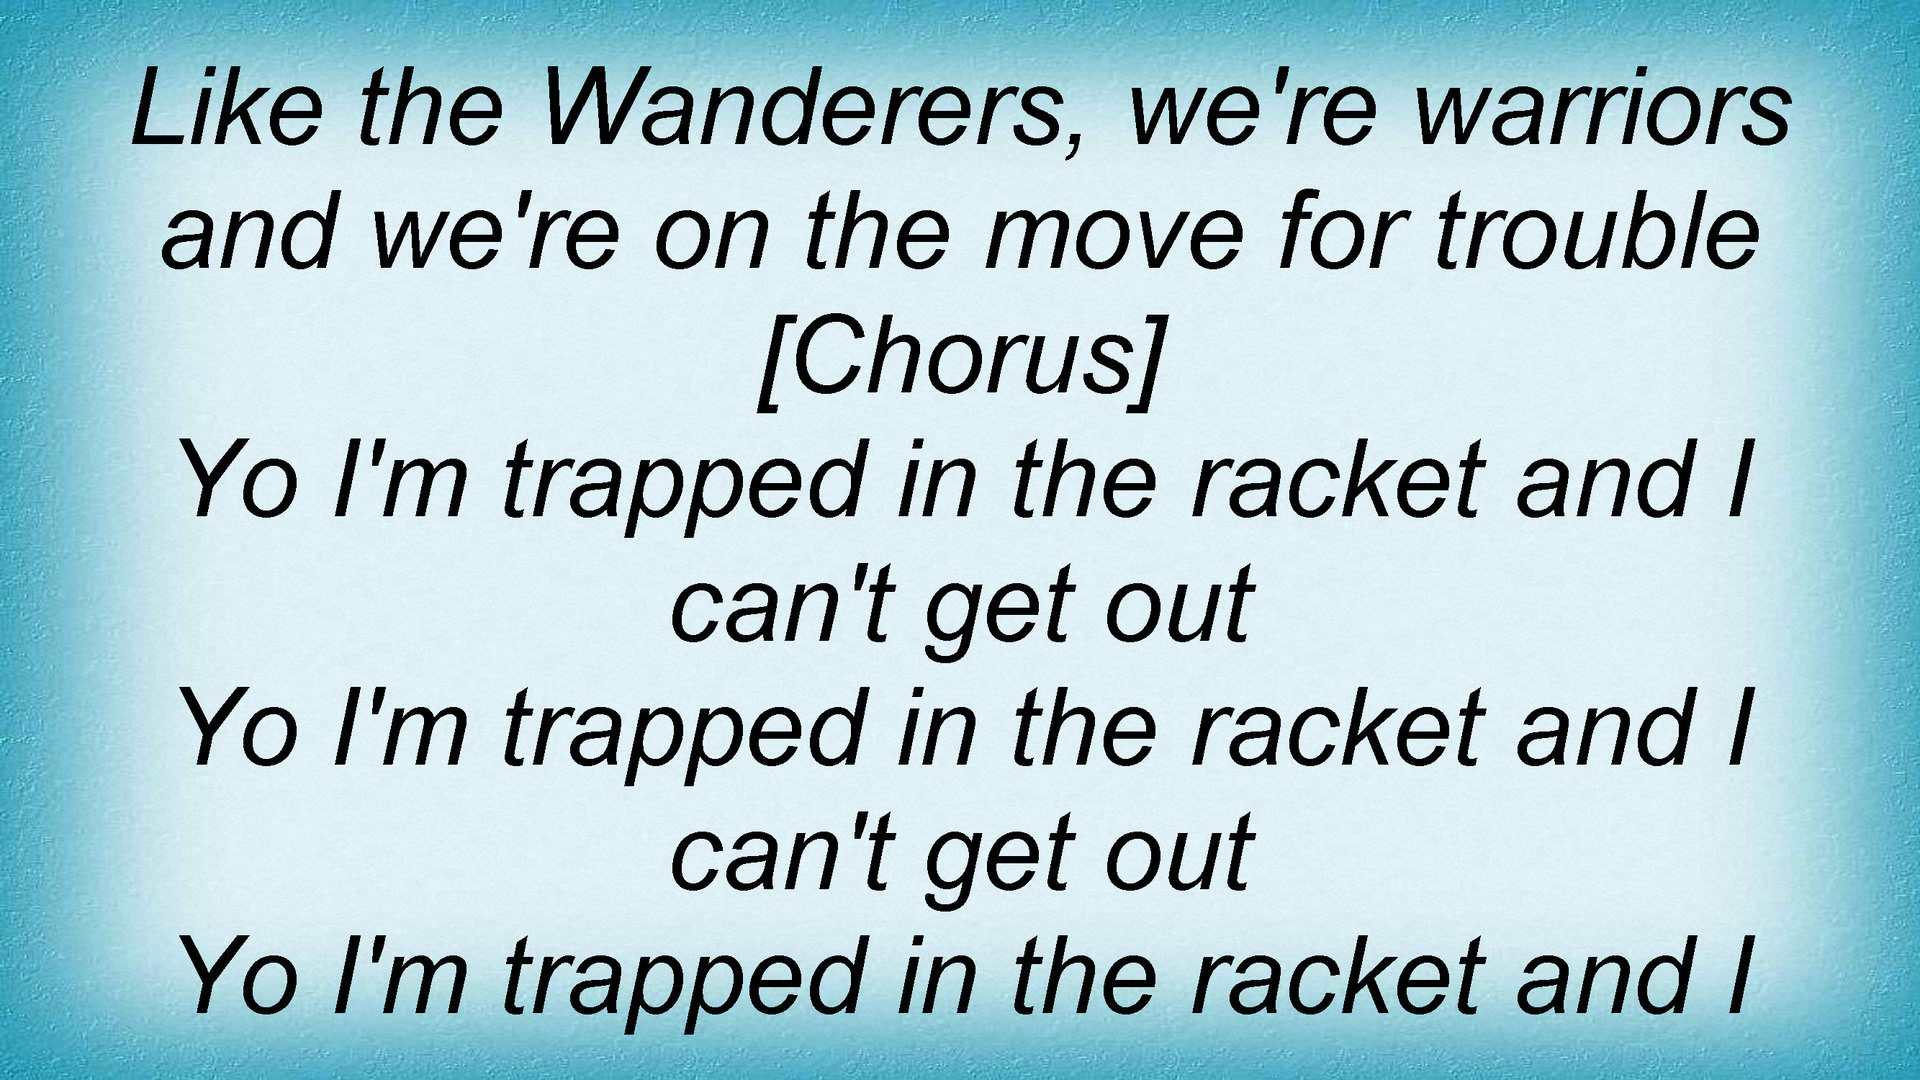 Like the Wanderers, we're warriors
and we're on the move for trouble
[Chorus]
Yo I'm trapped in the racket and I
can't get out
Yo I'm trapped in the racket and I
can't get out
Yo I'm trapped in the racket and I